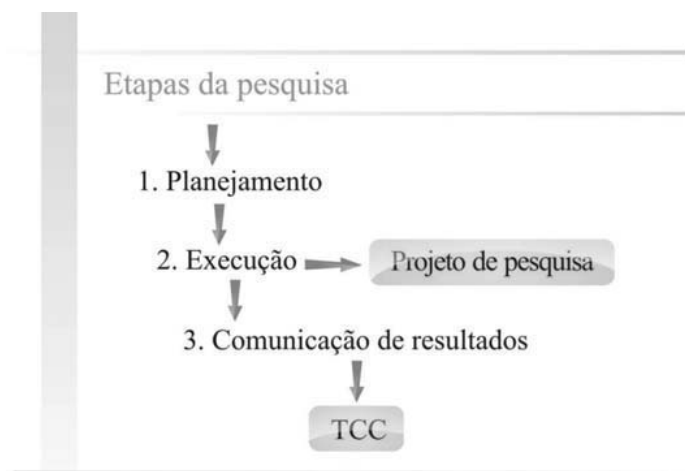 Etapas da pesquisa
1. Planejamento
2. Execução
Projeto de pesquisa
3. Comunicação de resultados
TCC